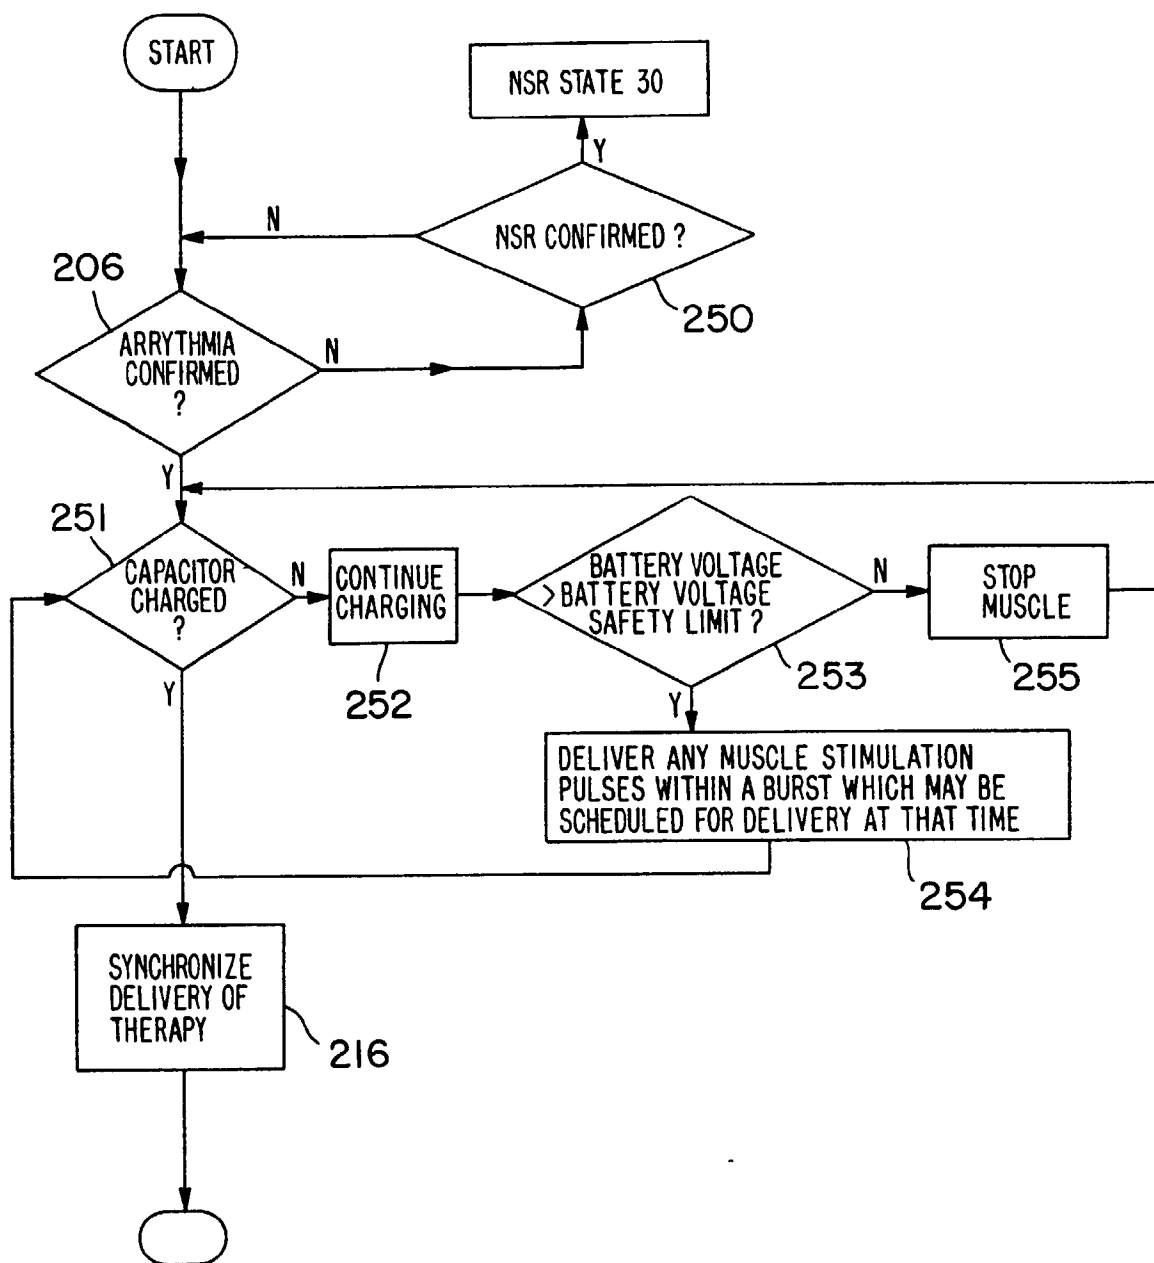 START
NSR STATE 30
Y
N
NSR CONFIRMED ?
250
206
ARRYTHMIA
CONFIRMED
?
N
Y
251
CAPACITOR
CHARGED
?
N
CONTINUE
CHARGING
252
BATTERY VOLTAGE
> BATTERY VOLTAGE
SAFETY LIMIT ?
253
N
STOP
MUSCLE
255
Y
Y
DELIVER ANY MUSCLE STIMULATION
PULSES WITHIN A BURST WHICH MAY BE
SCHEDULED FOR DELIVERY AT THAT TIME
254
SYNCHRONIZE
DELIVERY OF
THERAPY
216